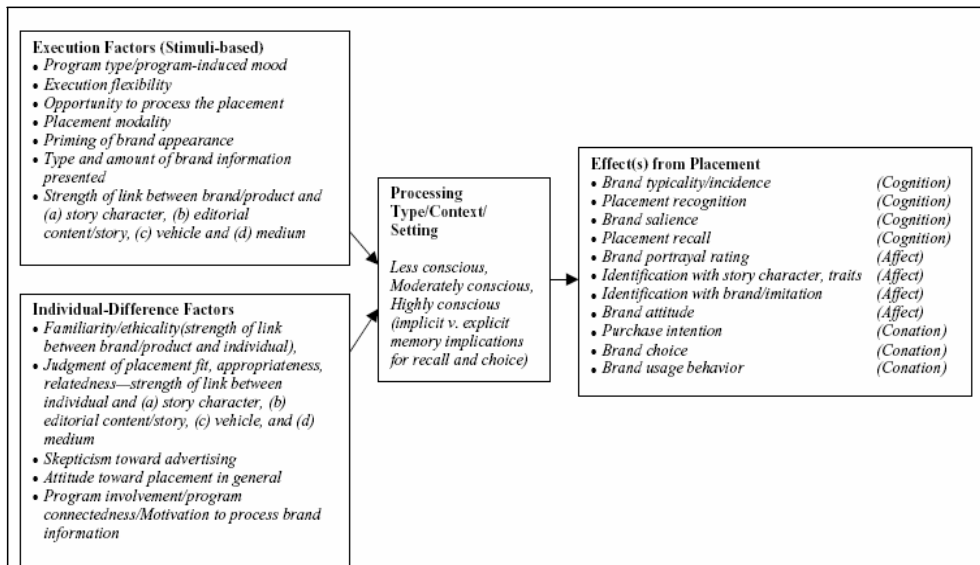 Execution Factors (Stimuli-based)
• Program type/program-induced mood
• Execution flexibility
• Opportunity to process the placement
• Placement modality
• Priming of brand appearance
• Type and amount of brand information
presented
• Strength of link between brand/product and
(a) story character, (b) editorial
content/story, (c) vehicle and (d) medium
Individual-Difference Factors
• Familiarity/ethicality(strength of link
between brand/product and individual),
• Judgment of placement fit, appropriateness,
relatedness—strength of link between
individual and (a) story character, (b)
editorial content/story, (c) vehicle, and (d)
medium
• Skepticism toward advertising
• Attitude toward placement in general
• Program involvement/program
connectedness/Motivation to process brand
information
Processing
Type/Context/
Setting
Less conscious,
Moderately conscious,
Highly conscious
(implicit v. explicit
memory implications
for recall and choice)
Effect(s) from Placement
• Brand typicality/incidence (Cognition)
• Placement recognition (Cognition)
• Brand salience (Cognition)
• Placement recall (Cognition)
• Brand portrayal rating (Affect)
• Identification with story character, traits (Affect)
• Identification with brand/imitation (Affect)
• Brand attitude (Affect)
• Purchase intention (Conation)
• Brand choice (Conation)
• Brand usage behavior (Conation)